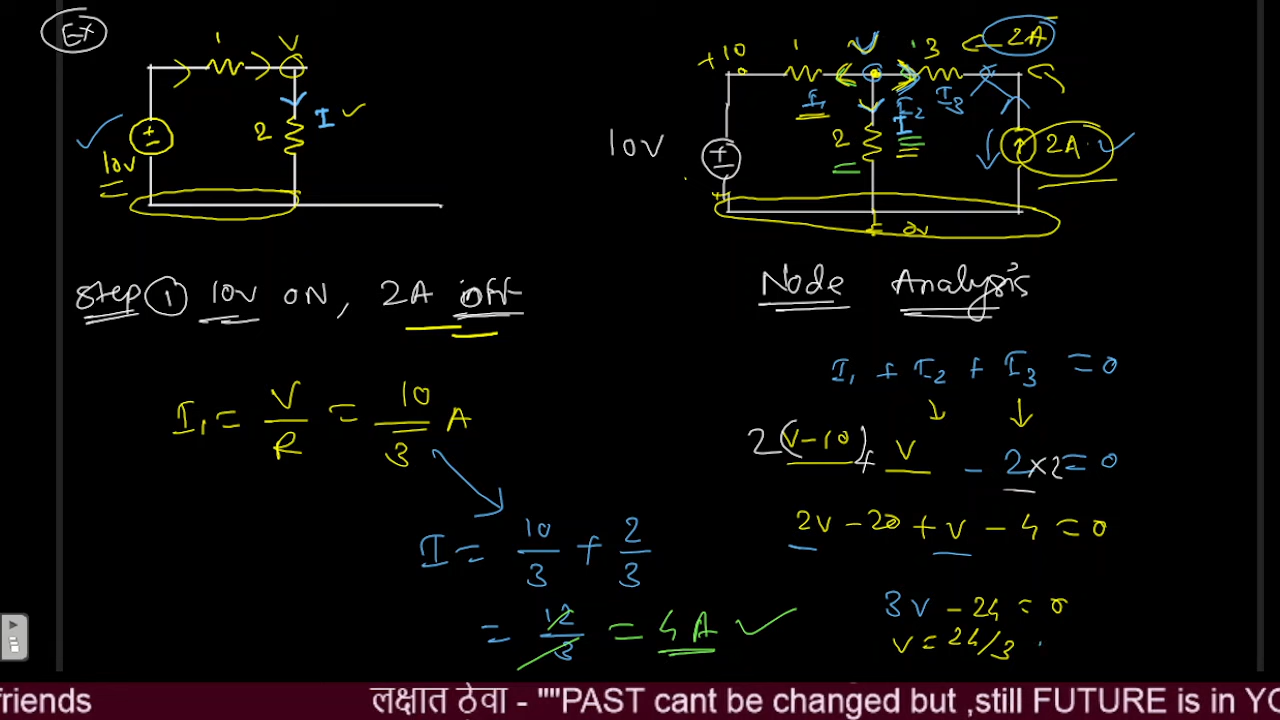 Ex
1 V
2 I
10V
+10 1 V 3 2A
I1 I2 I3
10V 2 I 2A
0V
Step ① 10V ON, 2A off
Node Analysis
I1 + I2 + I3 = 0
I1 = V/R = 10/3 A
2(V-10) + V - 2×2 = 0
2V - 20 + V - 4 = 0
I = 10/3 + 2/3
= 12/3 = 4A
3V - 24 = 0
V = 24/3
friends लक्षात ठेवा - ""PAST cant be changed but ,still FUTURE is in YO